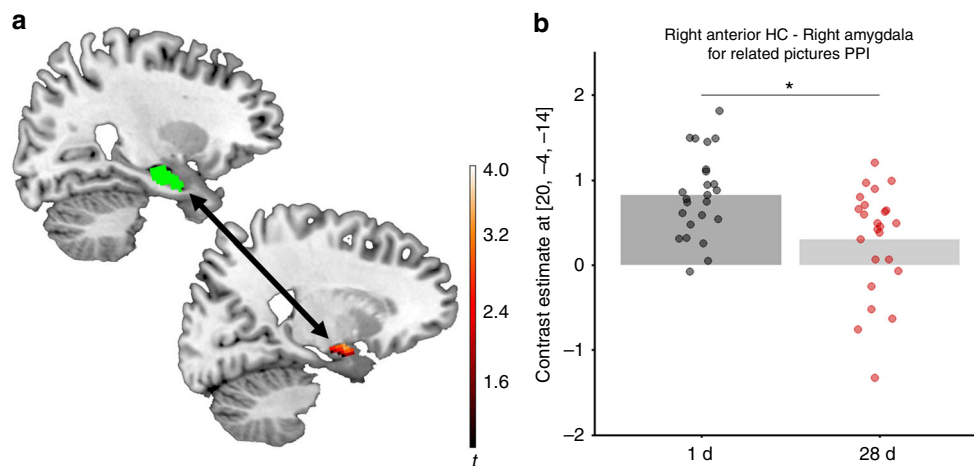 a
4.0
3.2
2.4
1.6
t
b
Right anterior HC - Right amygdala
for related pictures PPI
*
Contrast estimate at [20, –4, –14]
2
1
0
–1
–2
1 d
28 d